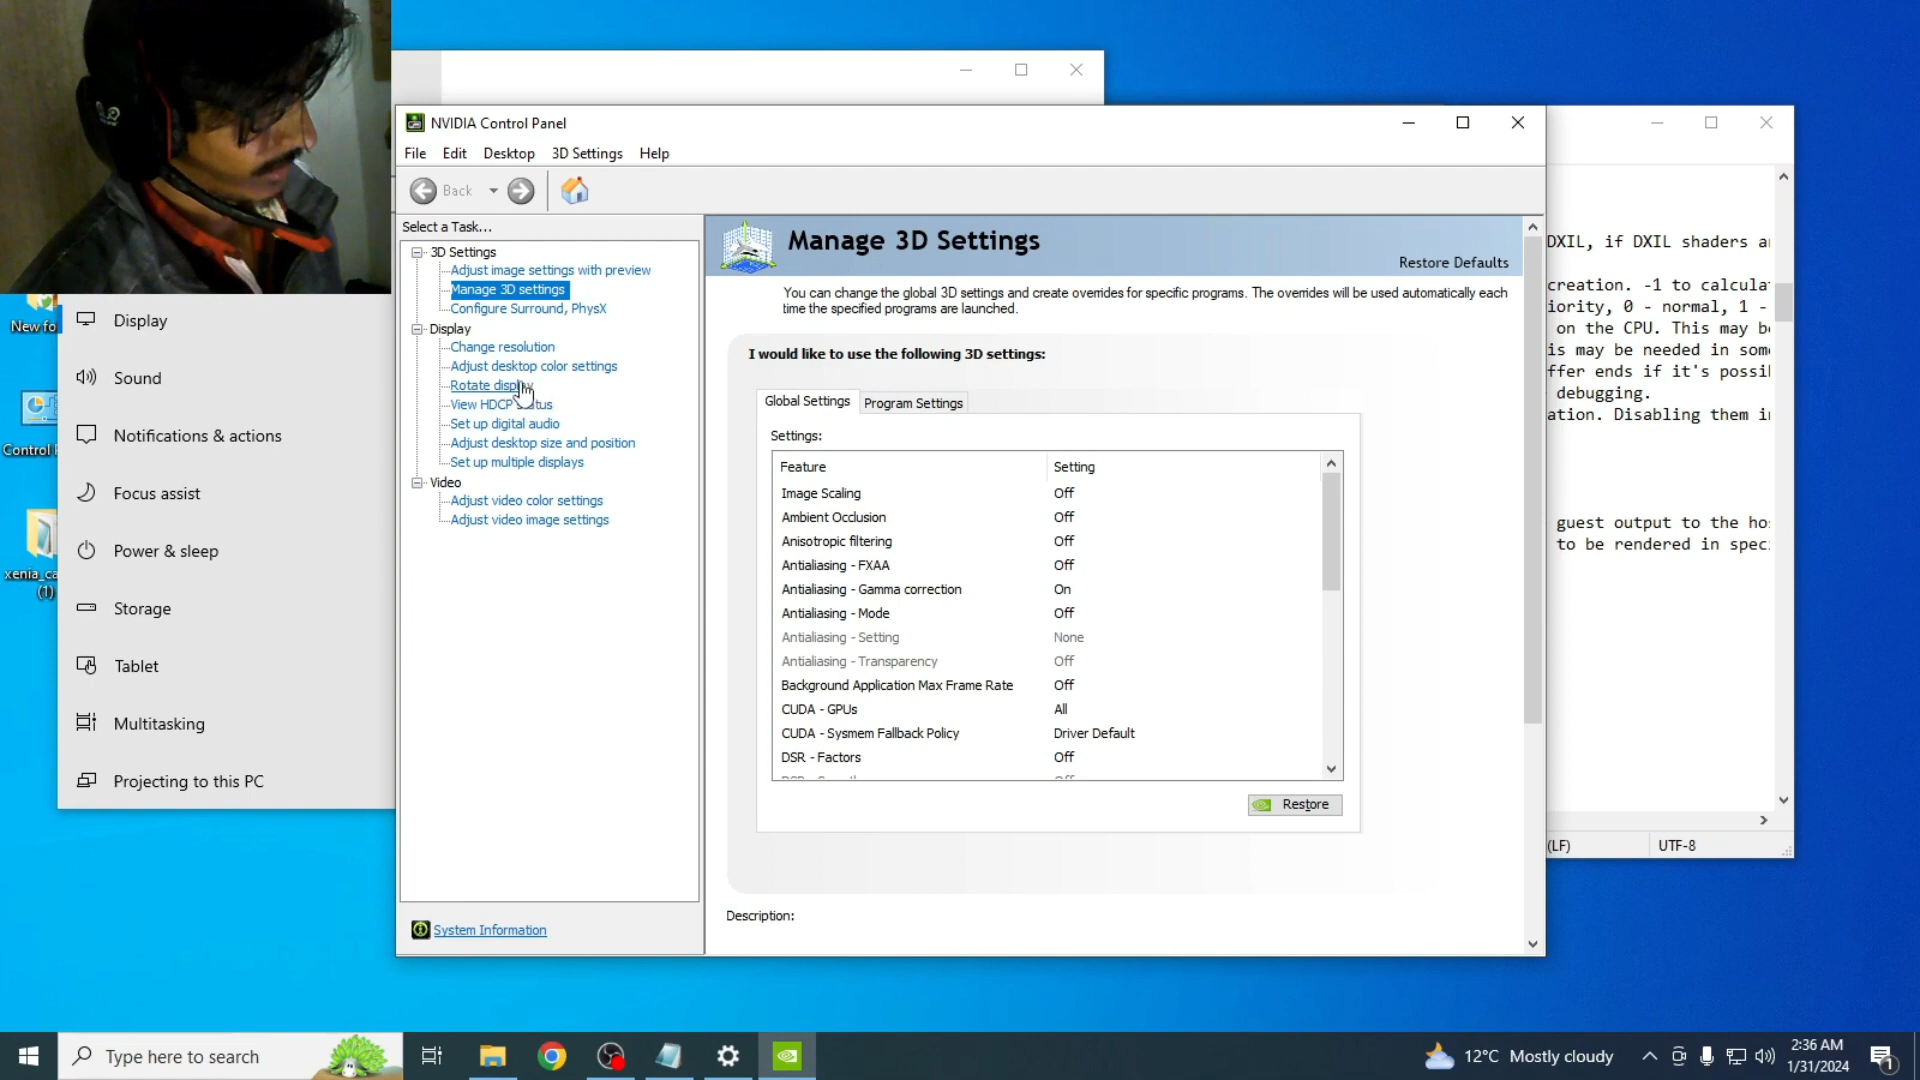 NVIDIA Control Panel
File Edit Desktop 3D Settings Help
Back
Select a Task...
3D Settings
Adjust image settings with preview
Manage 3D settings
Configure Surround, PhysX
Display
Change resolution
Adjust desktop color settings
Rotate display
View HDCP status
Set up digital audio
Adjust desktop size and position
Set up multiple displays
Video
Adjust video color settings
Adjust video image settings
System Information
Manage 3D Settings
Restore Defaults
You can change the global 3D settings and create overrides for specific programs. The overrides will be used automatically each
time the specified programs are launched.
I would like to use the following 3D settings:
Global Settings Program Settings
Settings:
Feature Setting
Image Scaling Off
Ambient Occlusion Off
Anisotropic filtering Off
Antialiasing - FXAA Off
Antialiasing - Gamma correction On
Antialiasing - Mode Off
Antialiasing - Setting None
Antialiasing - Transparency Off
Background Application Max Frame Rate Off
CUDA - GPUs All
CUDA - Sysmem Fallback Policy Driver Default
DSR - Factors Off
Restore
Description:
New fo
Control
xenia_ca
(1)
Display
Sound
Notifications & actions
Focus assist
Power & sleep
Storage
Tablet
Multitasking
Projecting to this PC
DXIL, if DXIL shaders a
creation. -1 to calcula
iority, 0 - normal, 1 -
on the CPU. This may b
is may be needed in som
ffer ends if it's possi
debugging.
ation. Disabling them i
guest output to the ho
to be rendered in spec
(LF) UTF-8
Type here to search
12°C Mostly cloudy
2:36 AM
1/31/2024
1